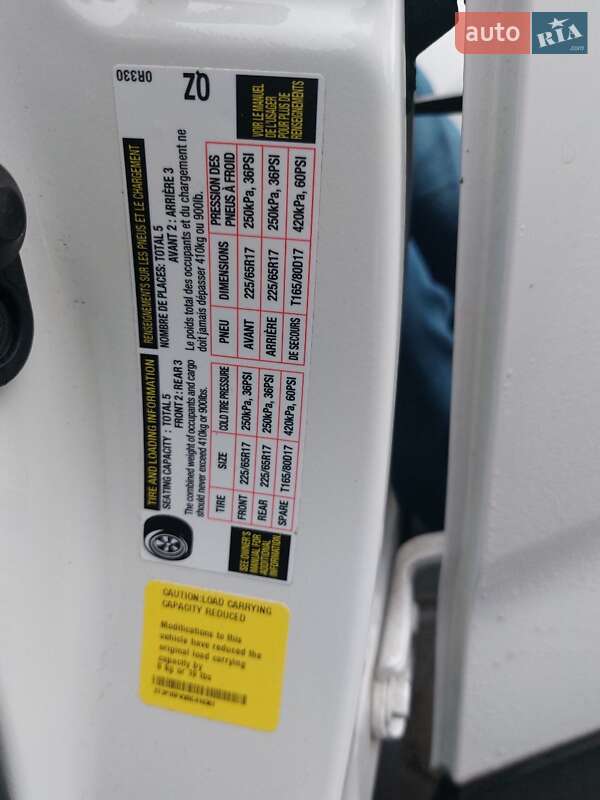 auto RIA .com
TIRE AND LOADING INFORMATION
SEATING CAPACITY : TOTAL 5
FRONT 2 : REAR 3
The combined weight of occupants and cargo
should never exceed 410kg or 900lbs.
TIRE SIZE COLD TIRE PRESSURE
FRONT 225/65R17 250kPa, 36PSI
REAR 225/65R17 250kPa, 36PSI
SPARE T165/80D17 420kPa, 60PSI
SEE OWNER'S
MANUAL FOR
ADDITIONAL
INFORMATION
RENSEIGNEMENTS SUR LES PNEUS ET LE CHARGEMENT
NOMBRE DE PLACES: TOTAL 5
AVANT 2 : ARRIÈRE 3
Le poids total des occupants et du chargement ne
doit jamais dépasser 410kg ou 900lb.
PNEU DIMENSIONS PRESSION DES
PNEUS À FROID
AVANT 225/65R17 250kPa, 36PSI
ARRIÈRE 225/65R17 250kPa, 36PSI
DE SECOURS T165/80D17 420kPa, 60PSI
VOIR LE MANUEL
DE L'USAGER
POUR PLUS DE
RENSEIGNEMENTS
0R330
QZ
CAUTION:LOAD CARRYING
CAPACITY REDUCED
Modifications to this
vehicle have reduced the
original load carrying
capacity by
kg or lbs